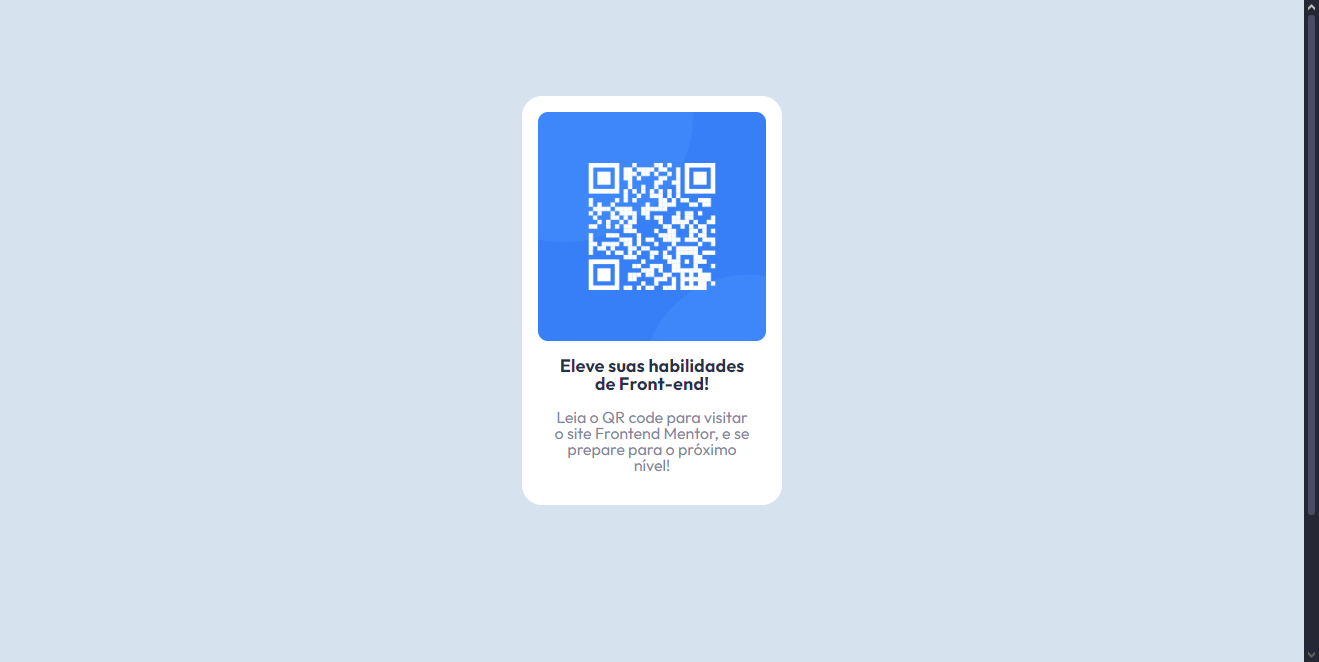 Eleve suas habilidades
de Front-end!
Leia o QR code para visitar
o site Frontend Mentor, e se
prepare para o próximo
nível!